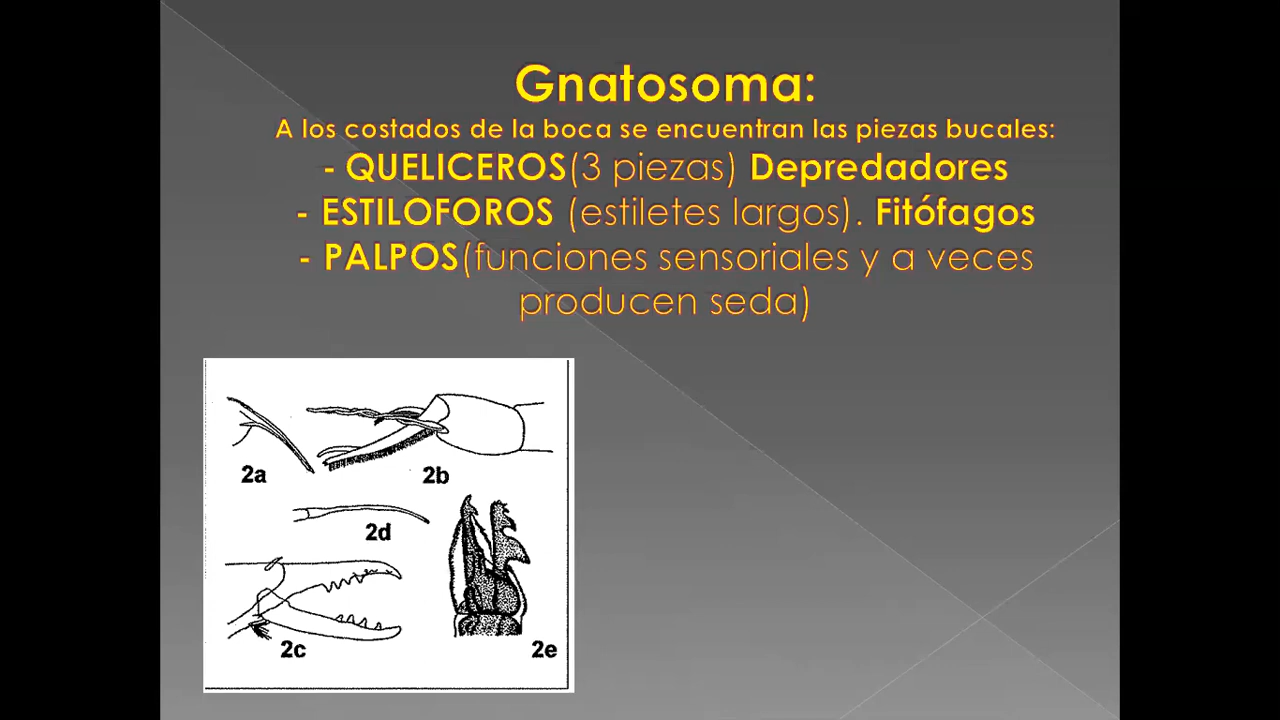 Gnatosoma:
A los costados de la boca se encuentran las piezas bucales:
- QUELICEROS(3 piezas) Depredadores
- ESTILOFOROS (estiletes largos). Fitófagos
- PALPOS(funciones sensoriales y a veces
producen seda)
2a
2b
2d
2c
2e